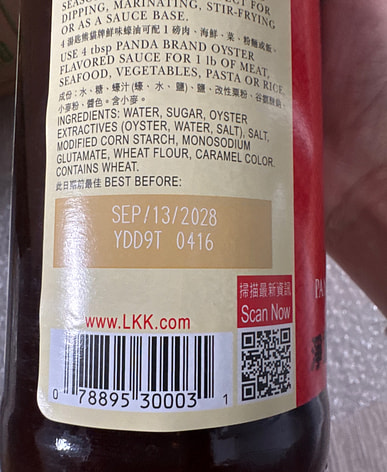 SEASON
DIPPING, MARINATING, STIR-FRYING
OR AS A SAUCE BASE.
4 湯匙熊貓牌鮮味蠔油可配 1 磅肉、海鮮、菜、粉麵或飯。
USE 4 tbsp PANDA BRAND OYSTER
FLAVORED SAUCE FOR 1 lb OF MEAT,
SEAFOOD, VEGETABLES, PASTA OR RICE.
成份：水、糖、蠔汁（蠔、水、鹽）、鹽、改性粟粉、谷氨酸鈉、
小麥粉、醬色。含小麥。
INGREDIENTS: WATER, SUGAR, OYSTER
EXTRACTIVES (OYSTER, WATER, SALT), SALT,
MODIFIED CORN STARCH, MONOSODIUM
GLUTAMATE, WHEAT FLOUR, CARAMEL COLOR.
CONTAINS WHEAT.
此日期前最佳 BEST BEFORE:
SEP/13/2028
YDD9T 0416
掃描最新資訊
Scan Now
PA
www.LKK.com
0 78895 30003 1